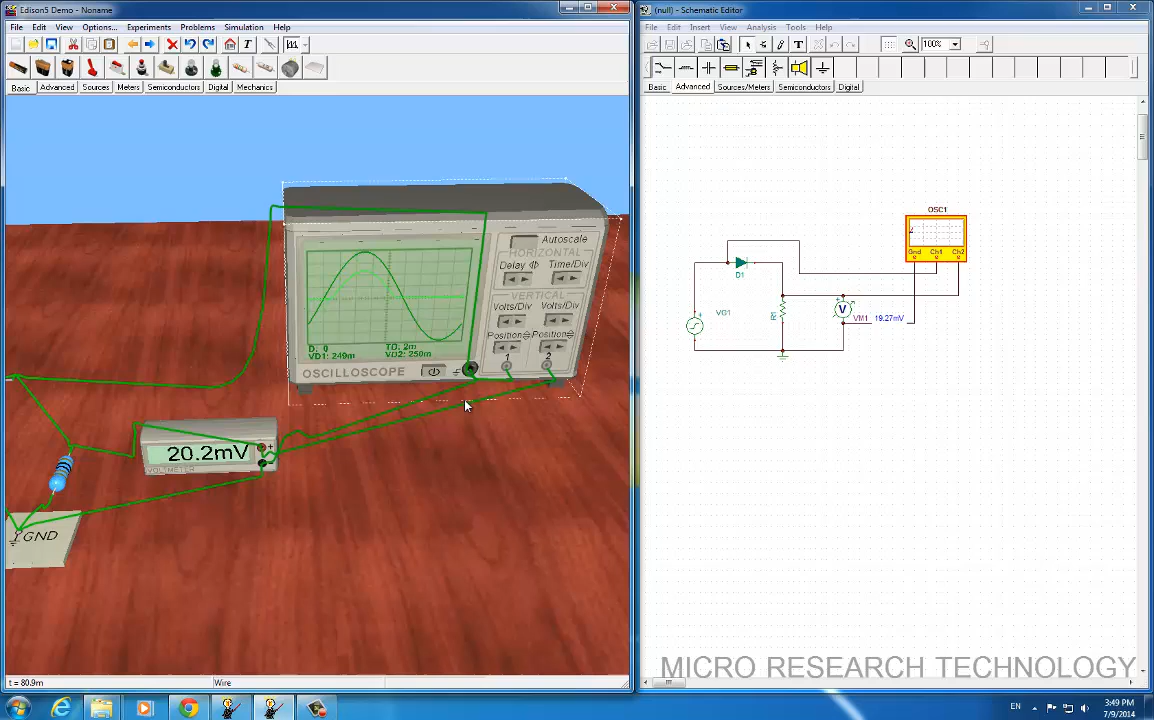 Edison5 Demo - Noname
File Edit View Options... Experiments Problems Simulation Help
T
Basic Advanced Sources Meters Semiconductors Digital Mechanics
Autoscale
HORIZONTAL
Delay Time/Div
VERTICAL
Volts/Div Volts/Div
Position Position
D: 0 TD: 2m
VD1: 249m VD2: 250m
OSCILLOSCOPE
1 2
20.2mV
+
VOLTMETER
GND
t = 80.9m Wire
(null) - Schematic Editor
File Edit Insert View Analysis Tools Help
T 100%
Basic Advanced Sources/Meters Semiconductors Digital
OSC1
Gnd Ch1 Ch2
D1
VG1
+
R1
+
V
VM1 19.27mV
MICRO RESEARCH TECHNOLOGY
EN
3:49 PM
7/9/2014